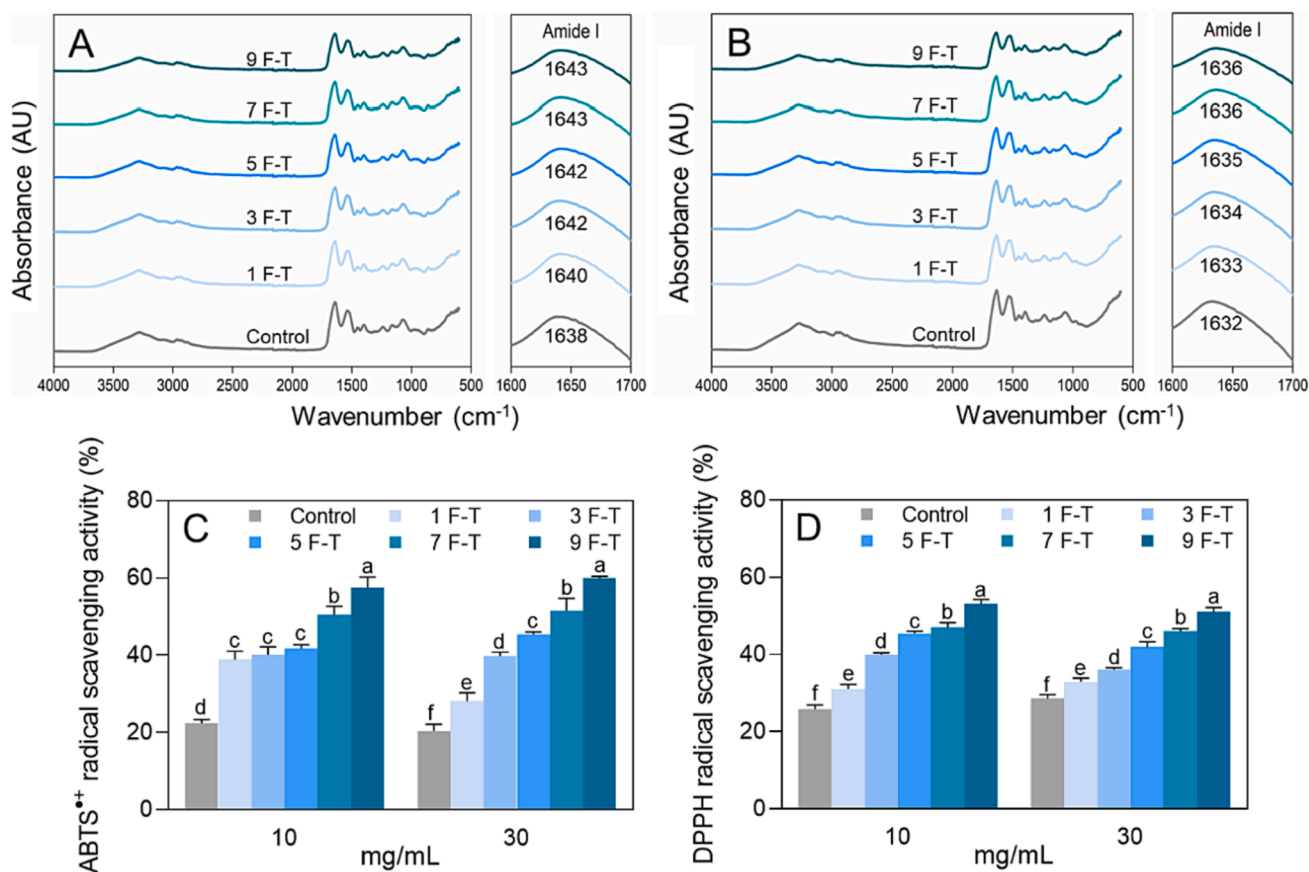 A
9 F-T
7 F-T
5 F-T
3 F-T
1 F-T
Control
Absorbance (AU)
4000 3500 3000 2500 2000 1500 1000 500
Amide I
1643
1643
1642
1642
1640
1638
1600 1650 1700
Wavenumber (cm⁻¹)
B
9 F-T
7 F-T
5 F-T
3 F-T
1 F-T
Control
Absorbance (AU)
4000 3500 3000 2500 2000 1500 1000 500
Amide I
1636
1636
1635
1634
1633
1632
1600 1650 1700
Wavenumber (cm⁻¹)
C
Control 1 F-T 3 F-T
5 F-T 7 F-T 9 F-T
ABTS•⁺ radical scavenging activity (%)
80
60
40
20
0
d c c c b a
f e d c b a
10 30
mg/mL
D
Control 1 F-T 3 F-T
5 F-T 7 F-T 9 F-T
DPPH radical scavenging activity (%)
80
60
40
20
0
f e d c b a
f e d c b a
10 30
mg/mL